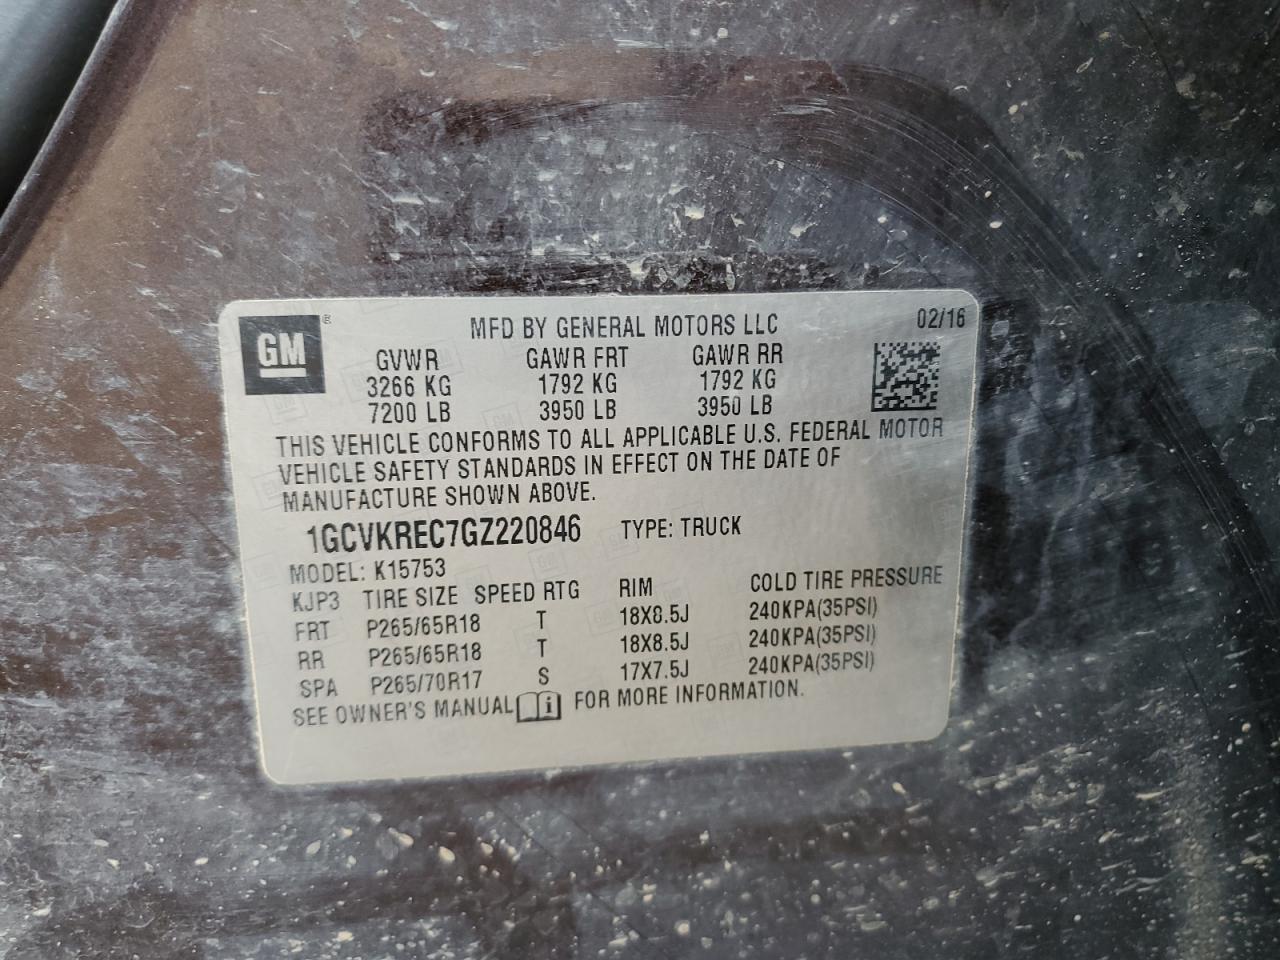 GM ®
MFD BY GENERAL MOTORS LLC 02/16
GVWR GAWR FRT GAWR RR
3266 KG 1792 KG 1792 KG
7200 LB 3950 LB 3950 LB
THIS VEHICLE CONFORMS TO ALL APPLICABLE U.S. FEDERAL MOTOR
VEHICLE SAFETY STANDARDS IN EFFECT ON THE DATE OF
MANUFACTURE SHOWN ABOVE.
1GCVKREC7GZ220846 TYPE: TRUCK
MODEL: K15753
KJP3 TIRE SIZE SPEED RTG RIM COLD TIRE PRESSURE
FRT P265/65R18 T 18X8.5J 240KPA(35PSI)
RR P265/65R18 T 18X8.5J 240KPA(35PSI)
SPA P265/70R17 S 17X7.5J 240KPA(35PSI)
SEE OWNER'S MANUAL i FOR MORE INFORMATION.